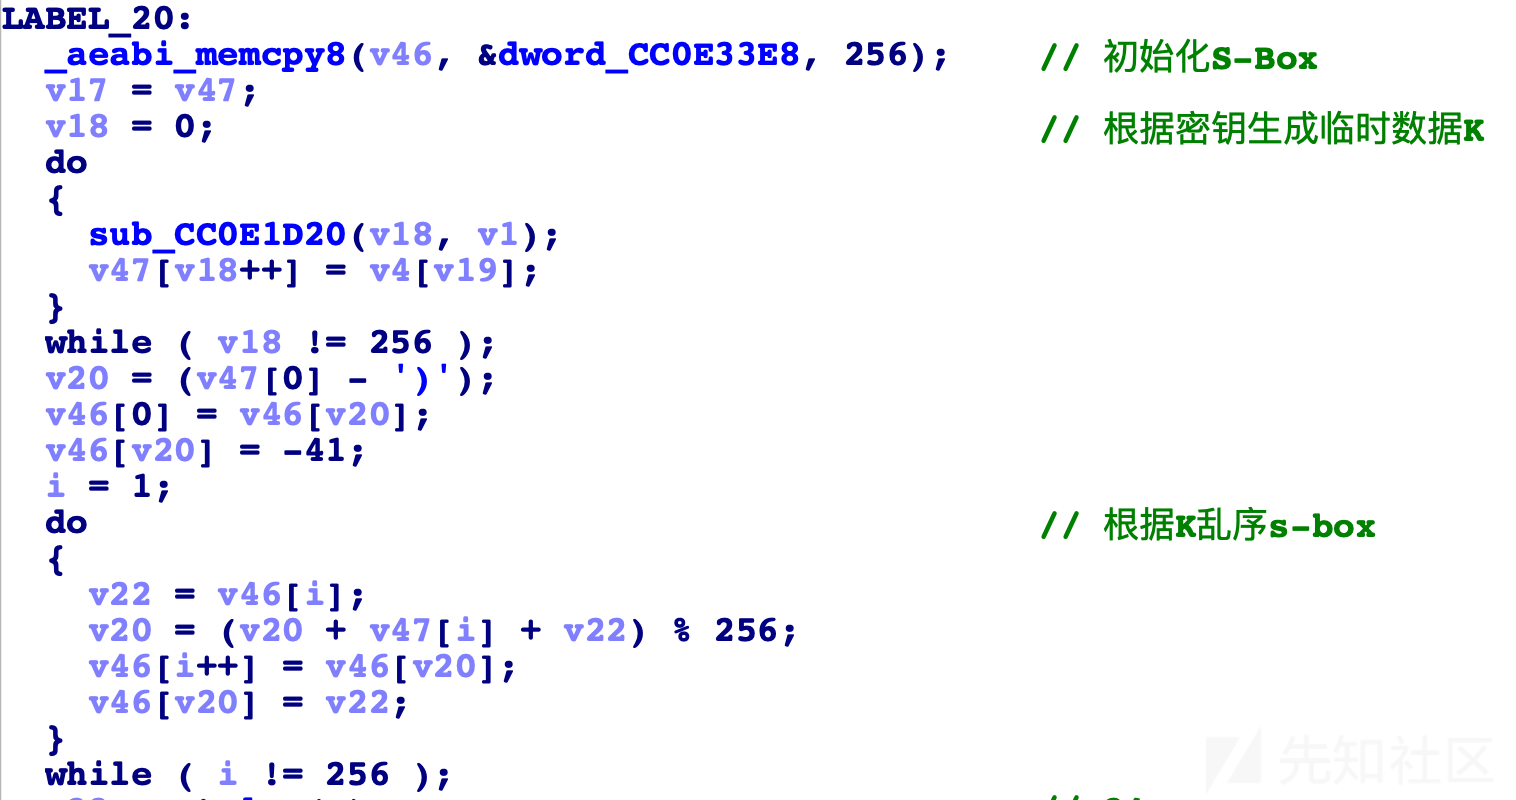 LABEL_20:
_aeabi_memcpy8(v46, &dword_CC0E33E8, 256); // 初始化S-Box
v17 = v47;
v18 = 0; // 根据密钥生成临时数据K
do
{
sub_CC0E1D20(v18, v1);
v47[v18++] = v4[v19];
}
while ( v18 != 256 );
v20 = (v47[0] - ')');
v46[0] = v46[v20];
v46[v20] = -41;
i = 1;
do // 根据K乱序s-box
{
v22 = v46[i];
v20 = (v20 + v47[i] + v22) % 256;
v46[i++] = v46[v20];
v46[v20] = v22;
}
while ( i != 256 );
先知社区